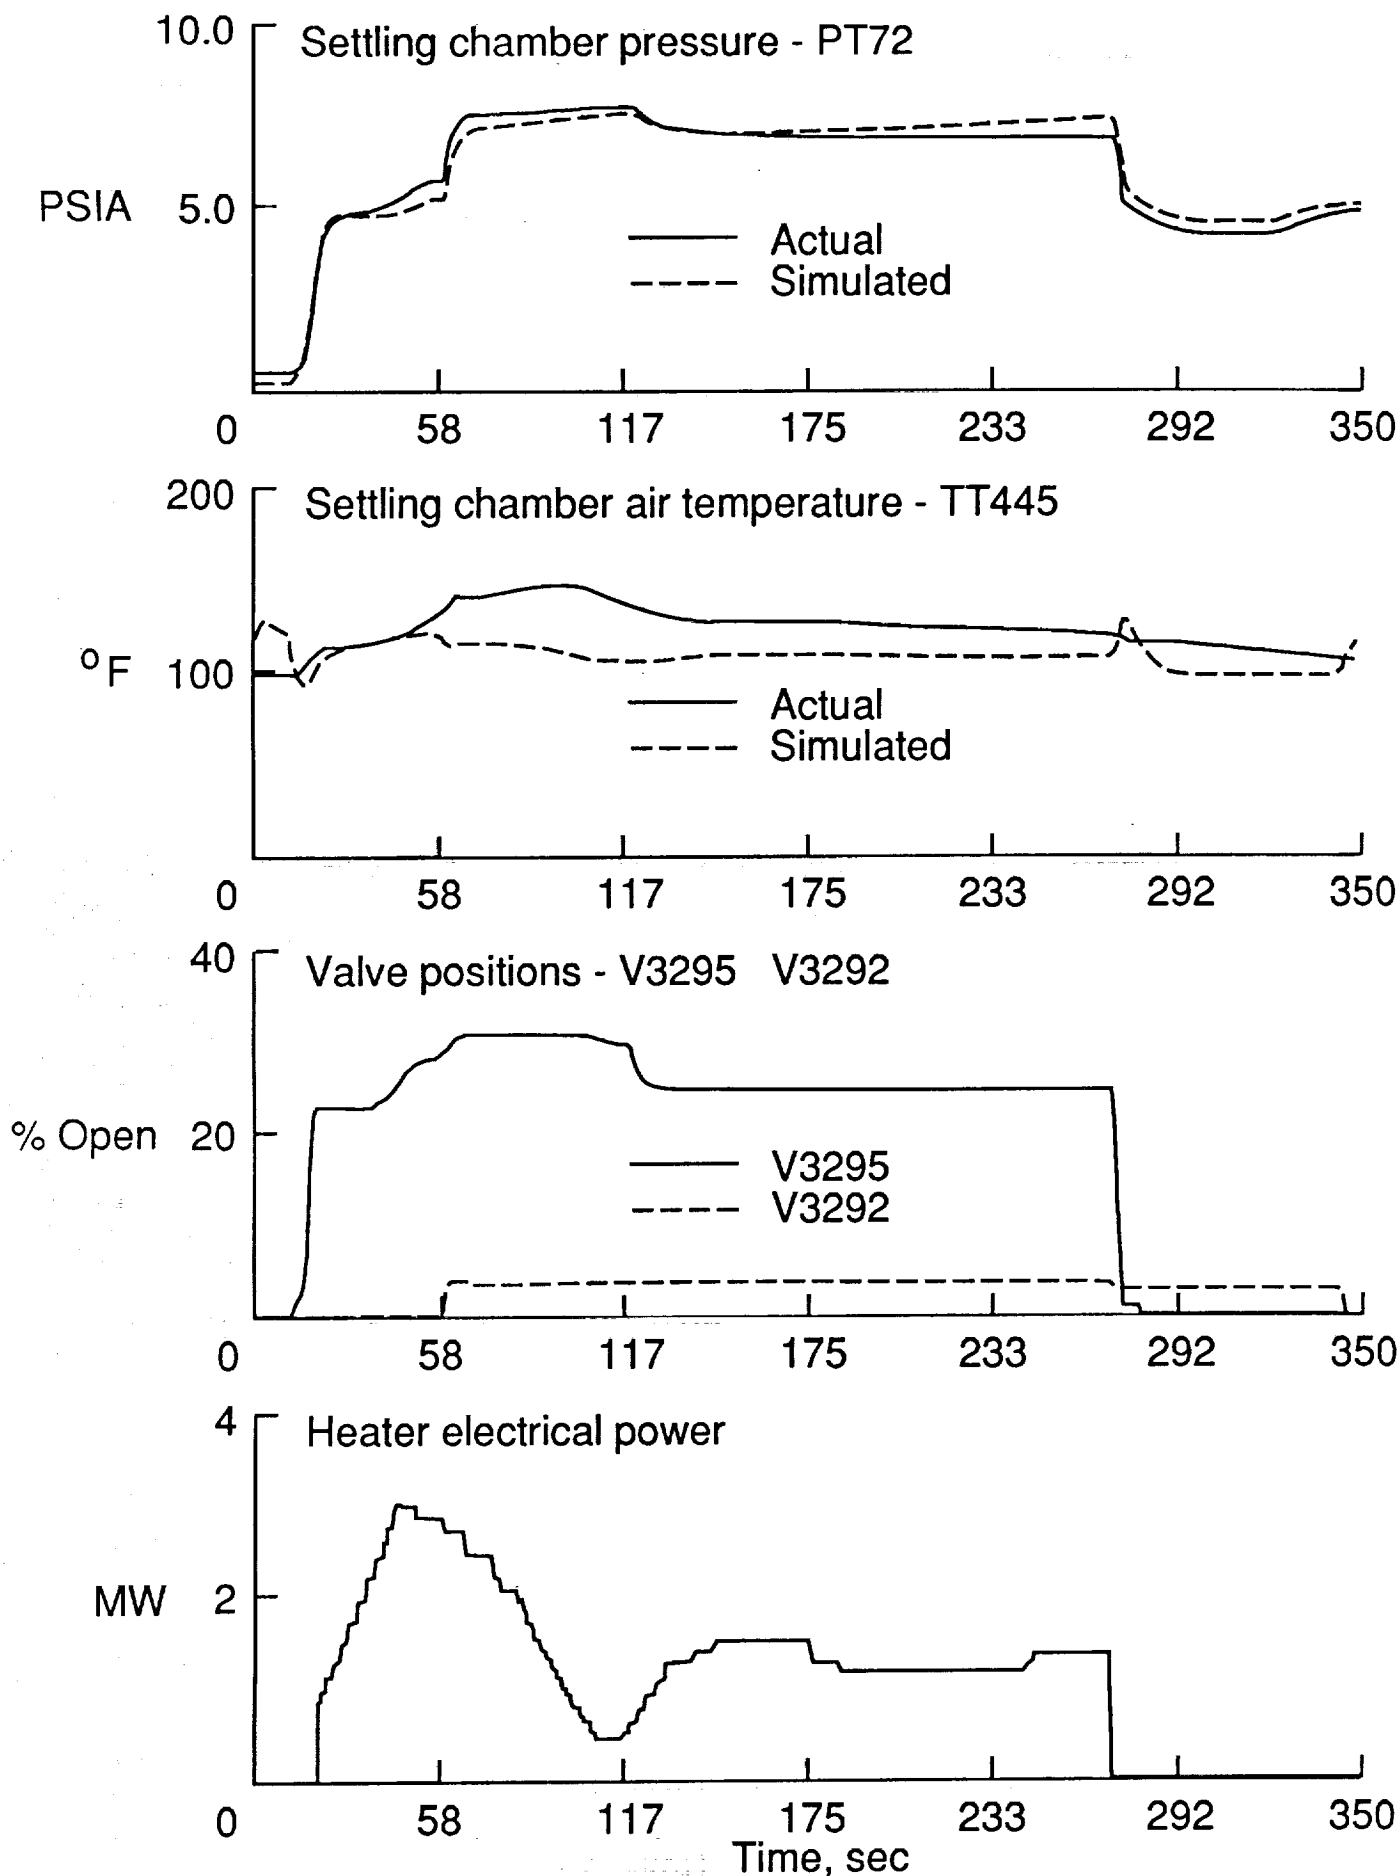 10.0
Settling chamber pressure - PT72
PSIA
5.0
Actual
Simulated
0 58 117 175 233 292 350
200
Settling chamber air temperature - TT445
°F
100
Actual
Simulated
0 58 117 175 233 292 350
40
Valve positions - V3295 V3292
% Open
20
V3295
V3292
0 58 117 175 233 292 350
4
Heater electrical power
MW
2
0 58 117 175 233 292 350
Time, sec